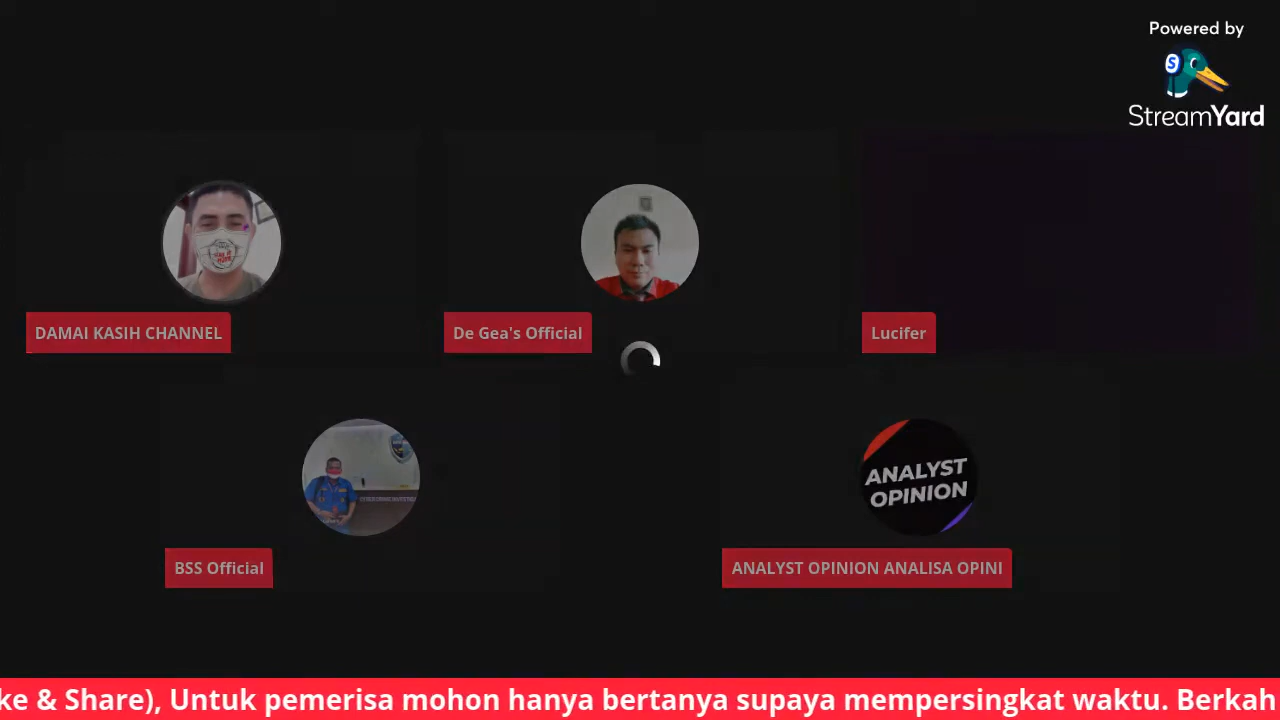 Powered by
StreamYard
DAMAI KASIH CHANNEL
De Gea's Official
Lucifer
ANALYST
OPINION
BSS Official
ANALYST OPINION ANALISA OPINI
ke & Share), Untuk pemerisa mohon hanya bertanya supaya mempersingkat waktu. Berkah